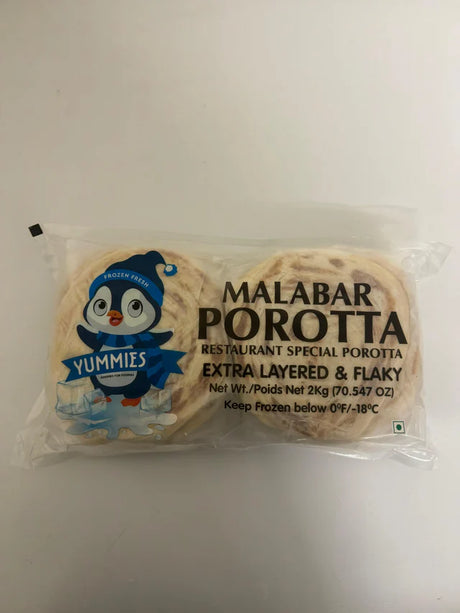 FROZEN FRESH
YUMMIES
MALABAR
POROTTA
RESTAURANT SPECIAL POROTTA
EXTRA LAYERED & FLAKY
Net Wt./Poids Net 2Kg (70.547 OZ)
Keep Frozen below 0°F/-18°C